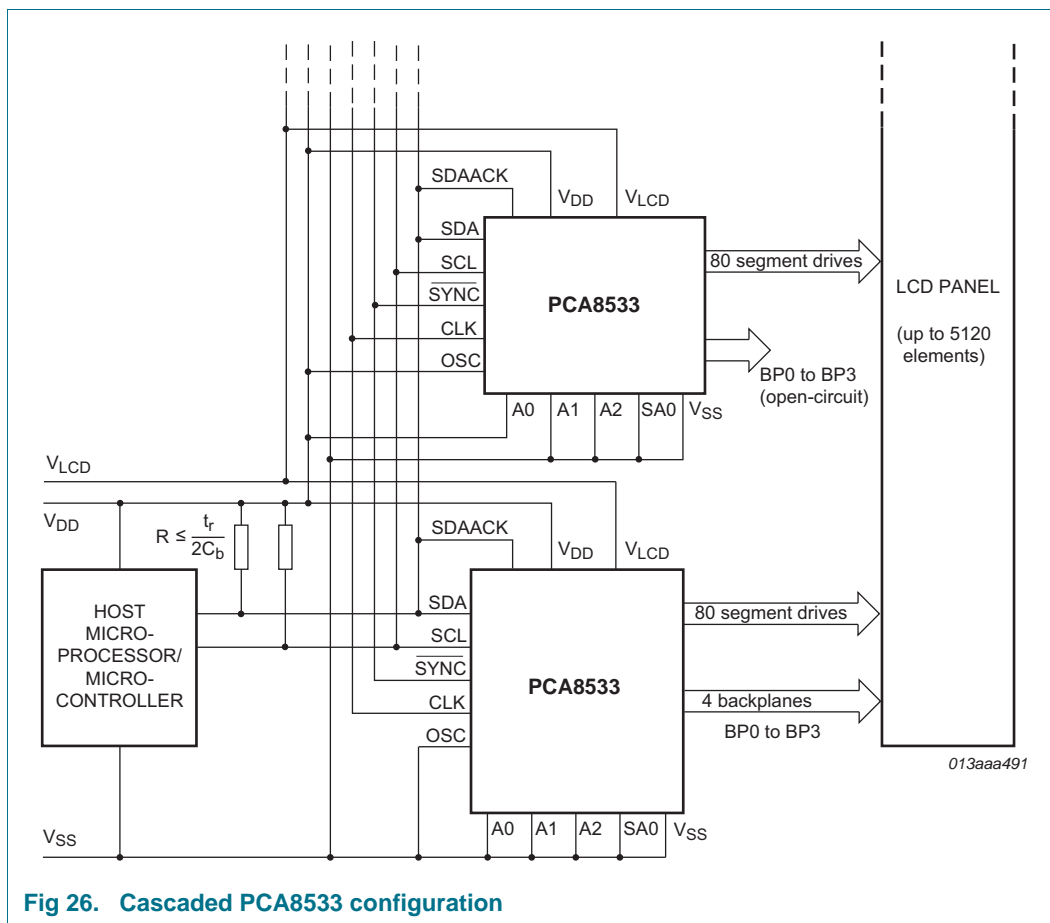 SDAACK
VDD
VLCD
SDA
SCL
SYNC
CLK
OSC
PCA8533
80 segment drives
BP0 to BP3
(open-circuit)
A0
A1
A2
SA0
VSS
LCD PANEL
(up to 5120
elements)
VLCD
VDD
R ≤ tr/2Cb
HOST
MICRO-
PROCESSOR/
MICRO-
CONTROLLER
SDAACK
VDD
VLCD
SDA
SCL
SYNC
CLK
OSC
PCA8533
80 segment drives
4 backplanes
BP0 to BP3
A0
A1
A2
SA0
VSS
VSS
013aaa491
Fig 26. Cascaded PCA8533 configuration